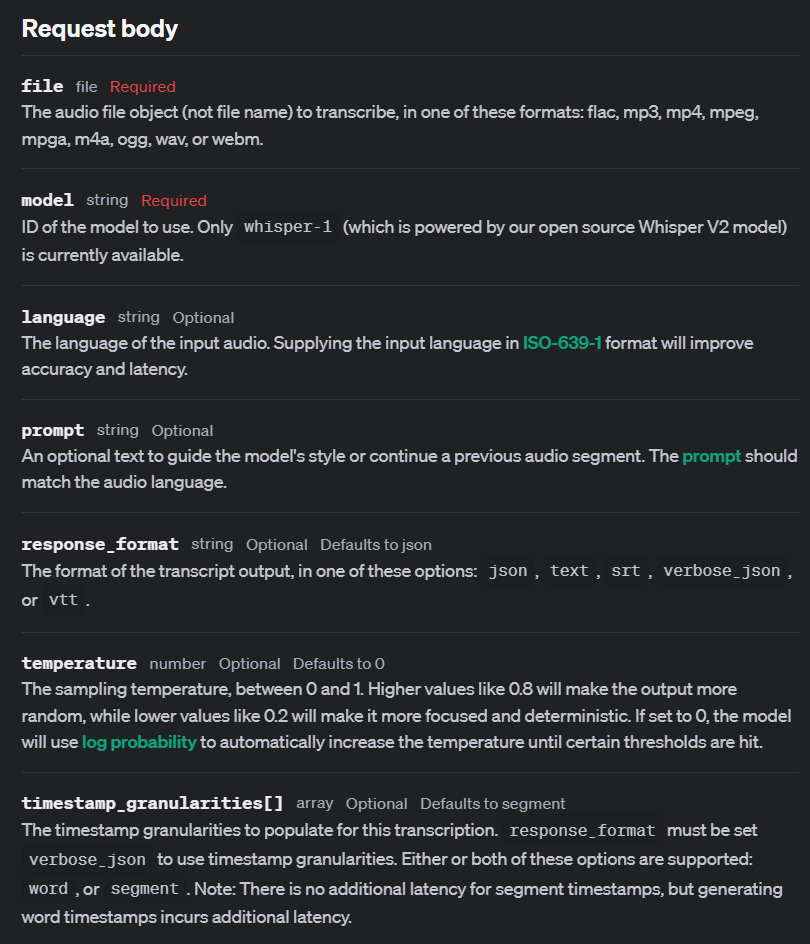 Request body
file file Required
The audio file object (not file name) to transcribe, in one of these formats: flac, mp3, mp4, mpeg,
mpga, m4a, ogg, wav, or webm.
model string Required
ID of the model to use. Only whisper-1 (which is powered by our open source Whisper V2 model)
is currently available.
language string Optional
The language of the input audio. Supplying the input language in ISO-639-1 format will improve
accuracy and latency.
prompt string Optional
An optional text to guide the model's style or continue a previous audio segment. The prompt should
match the audio language.
response_format string Optional Defaults to json
The format of the transcript output, in one of these options: json, text, srt, verbose_json,
or vtt.
temperature number Optional Defaults to 0
The sampling temperature, between 0 and 1. Higher values like 0.8 will make the output more
random, while lower values like 0.2 will make it more focused and deterministic. If set to 0, the model
will use log probability to automatically increase the temperature until certain thresholds are hit.
timestamp_granularities[] array Optional Defaults to segment
The timestamp granularities to populate for this transcription. response_format must be set
verbose_json to use timestamp granularities. Either or both of these options are supported:
word, or segment. Note: There is no additional latency for segment timestamps, but generating
word timestamps incurs additional latency.